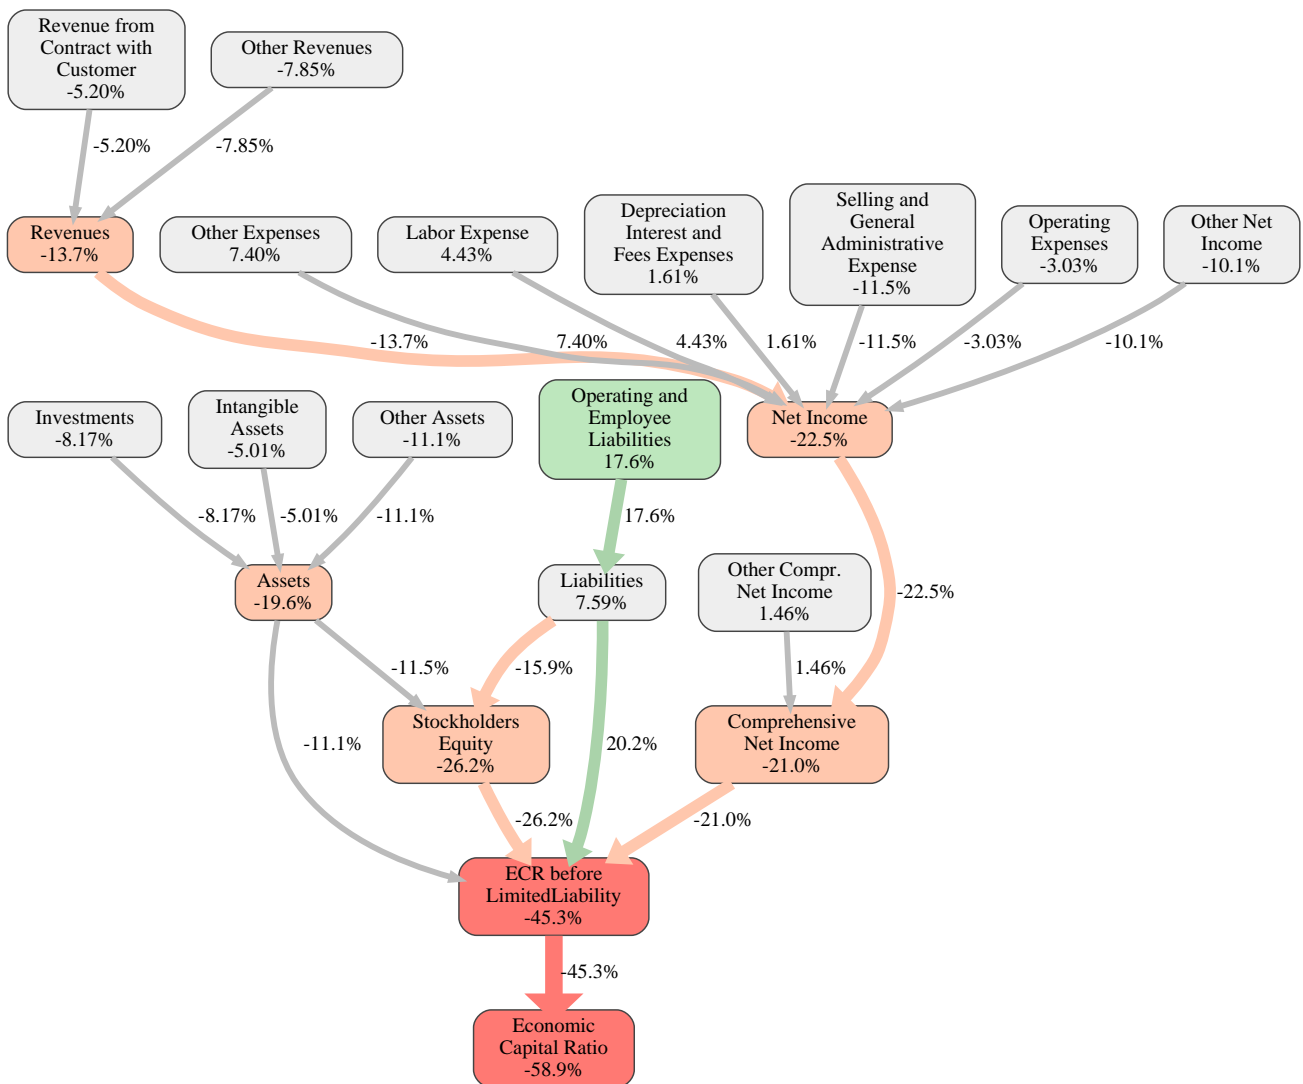 Revenue from
Contract with
Customer
-5.20%
Other Revenues
-7.85%
-5.20%
-7.85%
Revenues
-13.7%
Other Expenses
7.40%
Labor Expense
4.43%
Depreciation
Interest and
Fees Expenses
1.61%
Selling and
General
Administrative
Expense
-11.5%
Operating
Expenses
-3.03%
Other Net
Income
-10.1%
-13.7%
7.40%
4.43%
1.61%
-11.5%
-3.03%
-10.1%
Investments
-8.17%
Intangible
Assets
-5.01%
Other Assets
-11.1%
Operating and
Employee
Liabilities
17.6%
Net Income
-22.5%
-8.17%
-5.01%
-11.1%
17.6%
Assets
-19.6%
Liabilities
7.59%
Other Compr.
Net Income
1.46%
-22.5%
-11.5%
-15.9%
1.46%
Stockholders
Equity
-26.2%
Comprehensive
Net Income
-21.0%
-11.1%
20.2%
-26.2%
-21.0%
ECR before
LimitedLiability
-45.3%
-45.3%
Economic
Capital Ratio
-58.9%